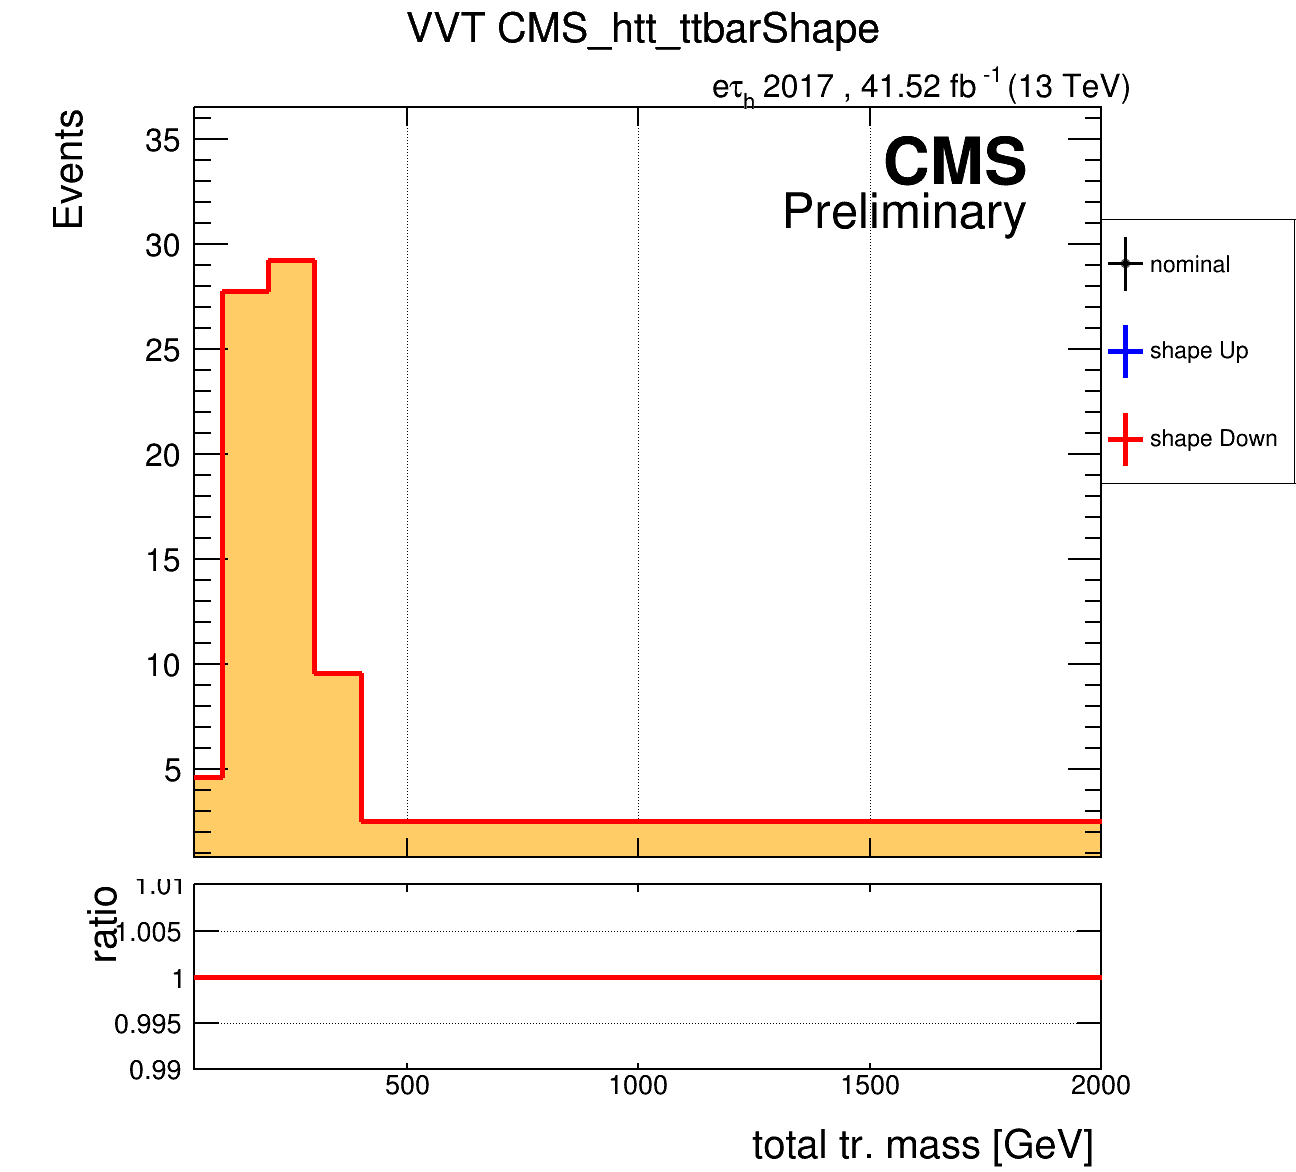 VVT CMS_htt_ttbarShape
eτh 2017 , 41.52 fb -1 (13 TeV)
Events
35
30
25
20
15
10
5
CMS
Preliminary
nominal
shape Up
shape Down
ratio
1.01
1.005
1
0.995
0.99
500 1000 1500 2000
total tr. mass [GeV]